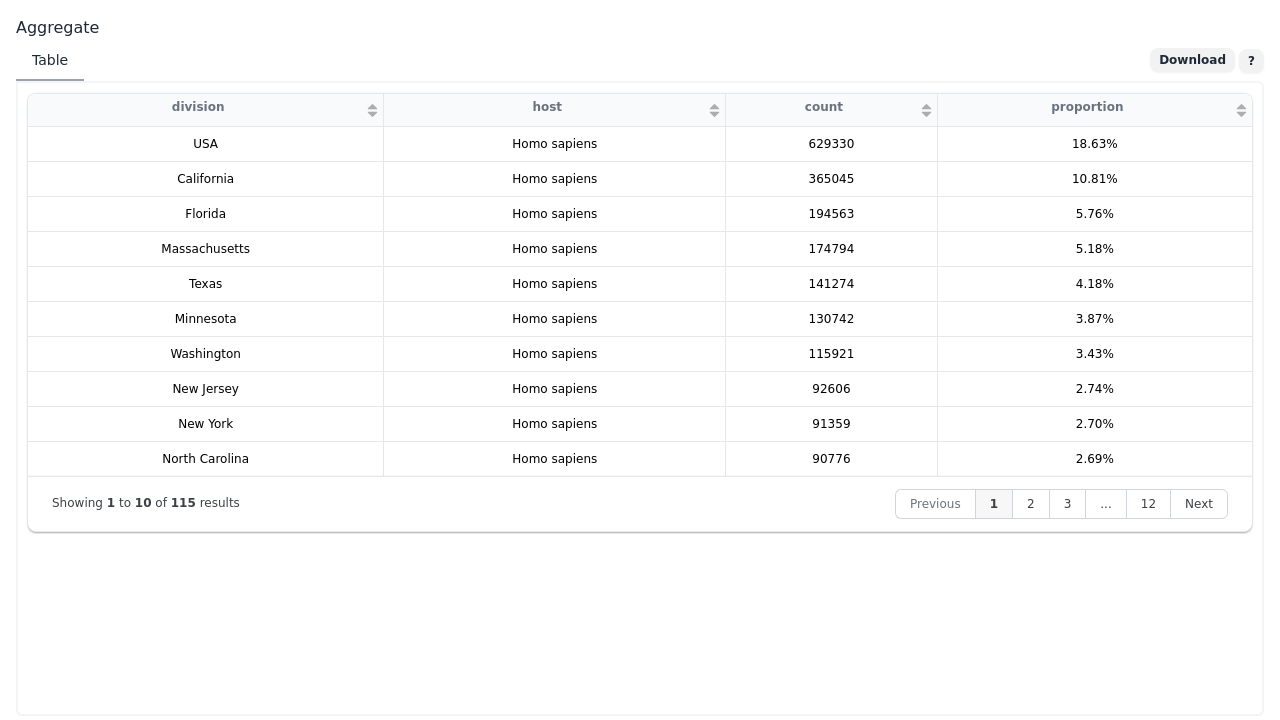 Aggregate
Table
Download ?
division host count proportion
USA Homo sapiens 629330 18.63%
California Homo sapiens 365045 10.81%
Florida Homo sapiens 194563 5.76%
Massachusetts Homo sapiens 174794 5.18%
Texas Homo sapiens 141274 4.18%
Minnesota Homo sapiens 130742 3.87%
Washington Homo sapiens 115921 3.43%
New Jersey Homo sapiens 92606 2.74%
New York Homo sapiens 91359 2.70%
North Carolina Homo sapiens 90776 2.69%
Showing 1 to 10 of 115 results
Previous 1 2 3 ... 12 Next